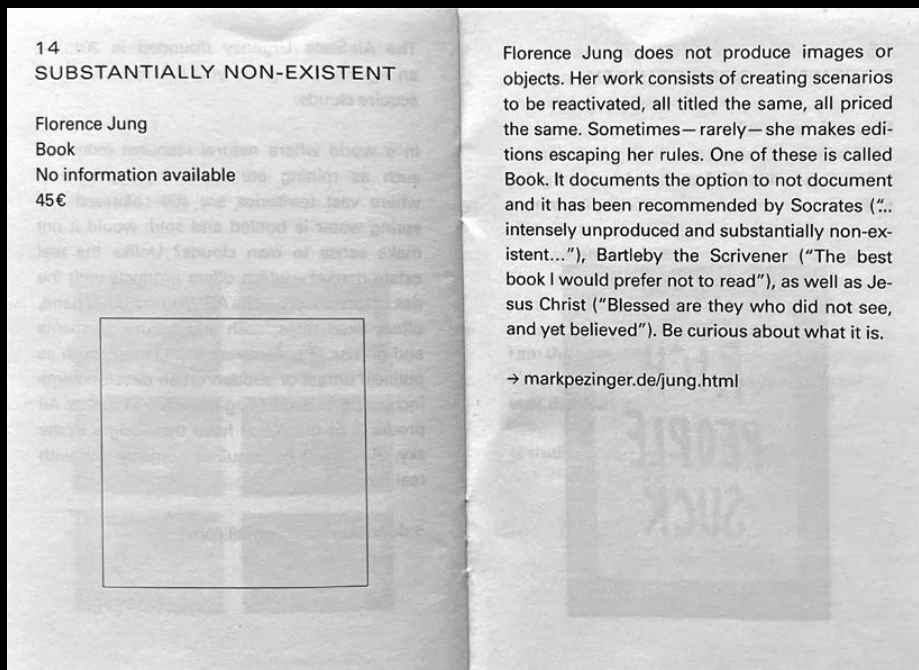 14
SUBSTANTIALLY NON-EXISTENT
Florence Jung
Book
No information available
45€
Florence Jung does not produce images or
objects. Her work consists of creating scenarios
to be reactivated, all titled the same, all priced
the same. Sometimes—rarely—she makes edi-
tions escaping her rules. One of these is called
Book. It documents the option to not document
and it has been recommended by Socrates (“...
intensely unproduced and substantially non-ex-
istent...”), Bartleby the Scrivener (“The best
book I would prefer not to read”), as well as Je-
sus Christ (“Blessed are they who did not see,
and yet believed”). Be curious about what it is.
→ markpezinger.de/jung.html
PEOPLE
SUCK